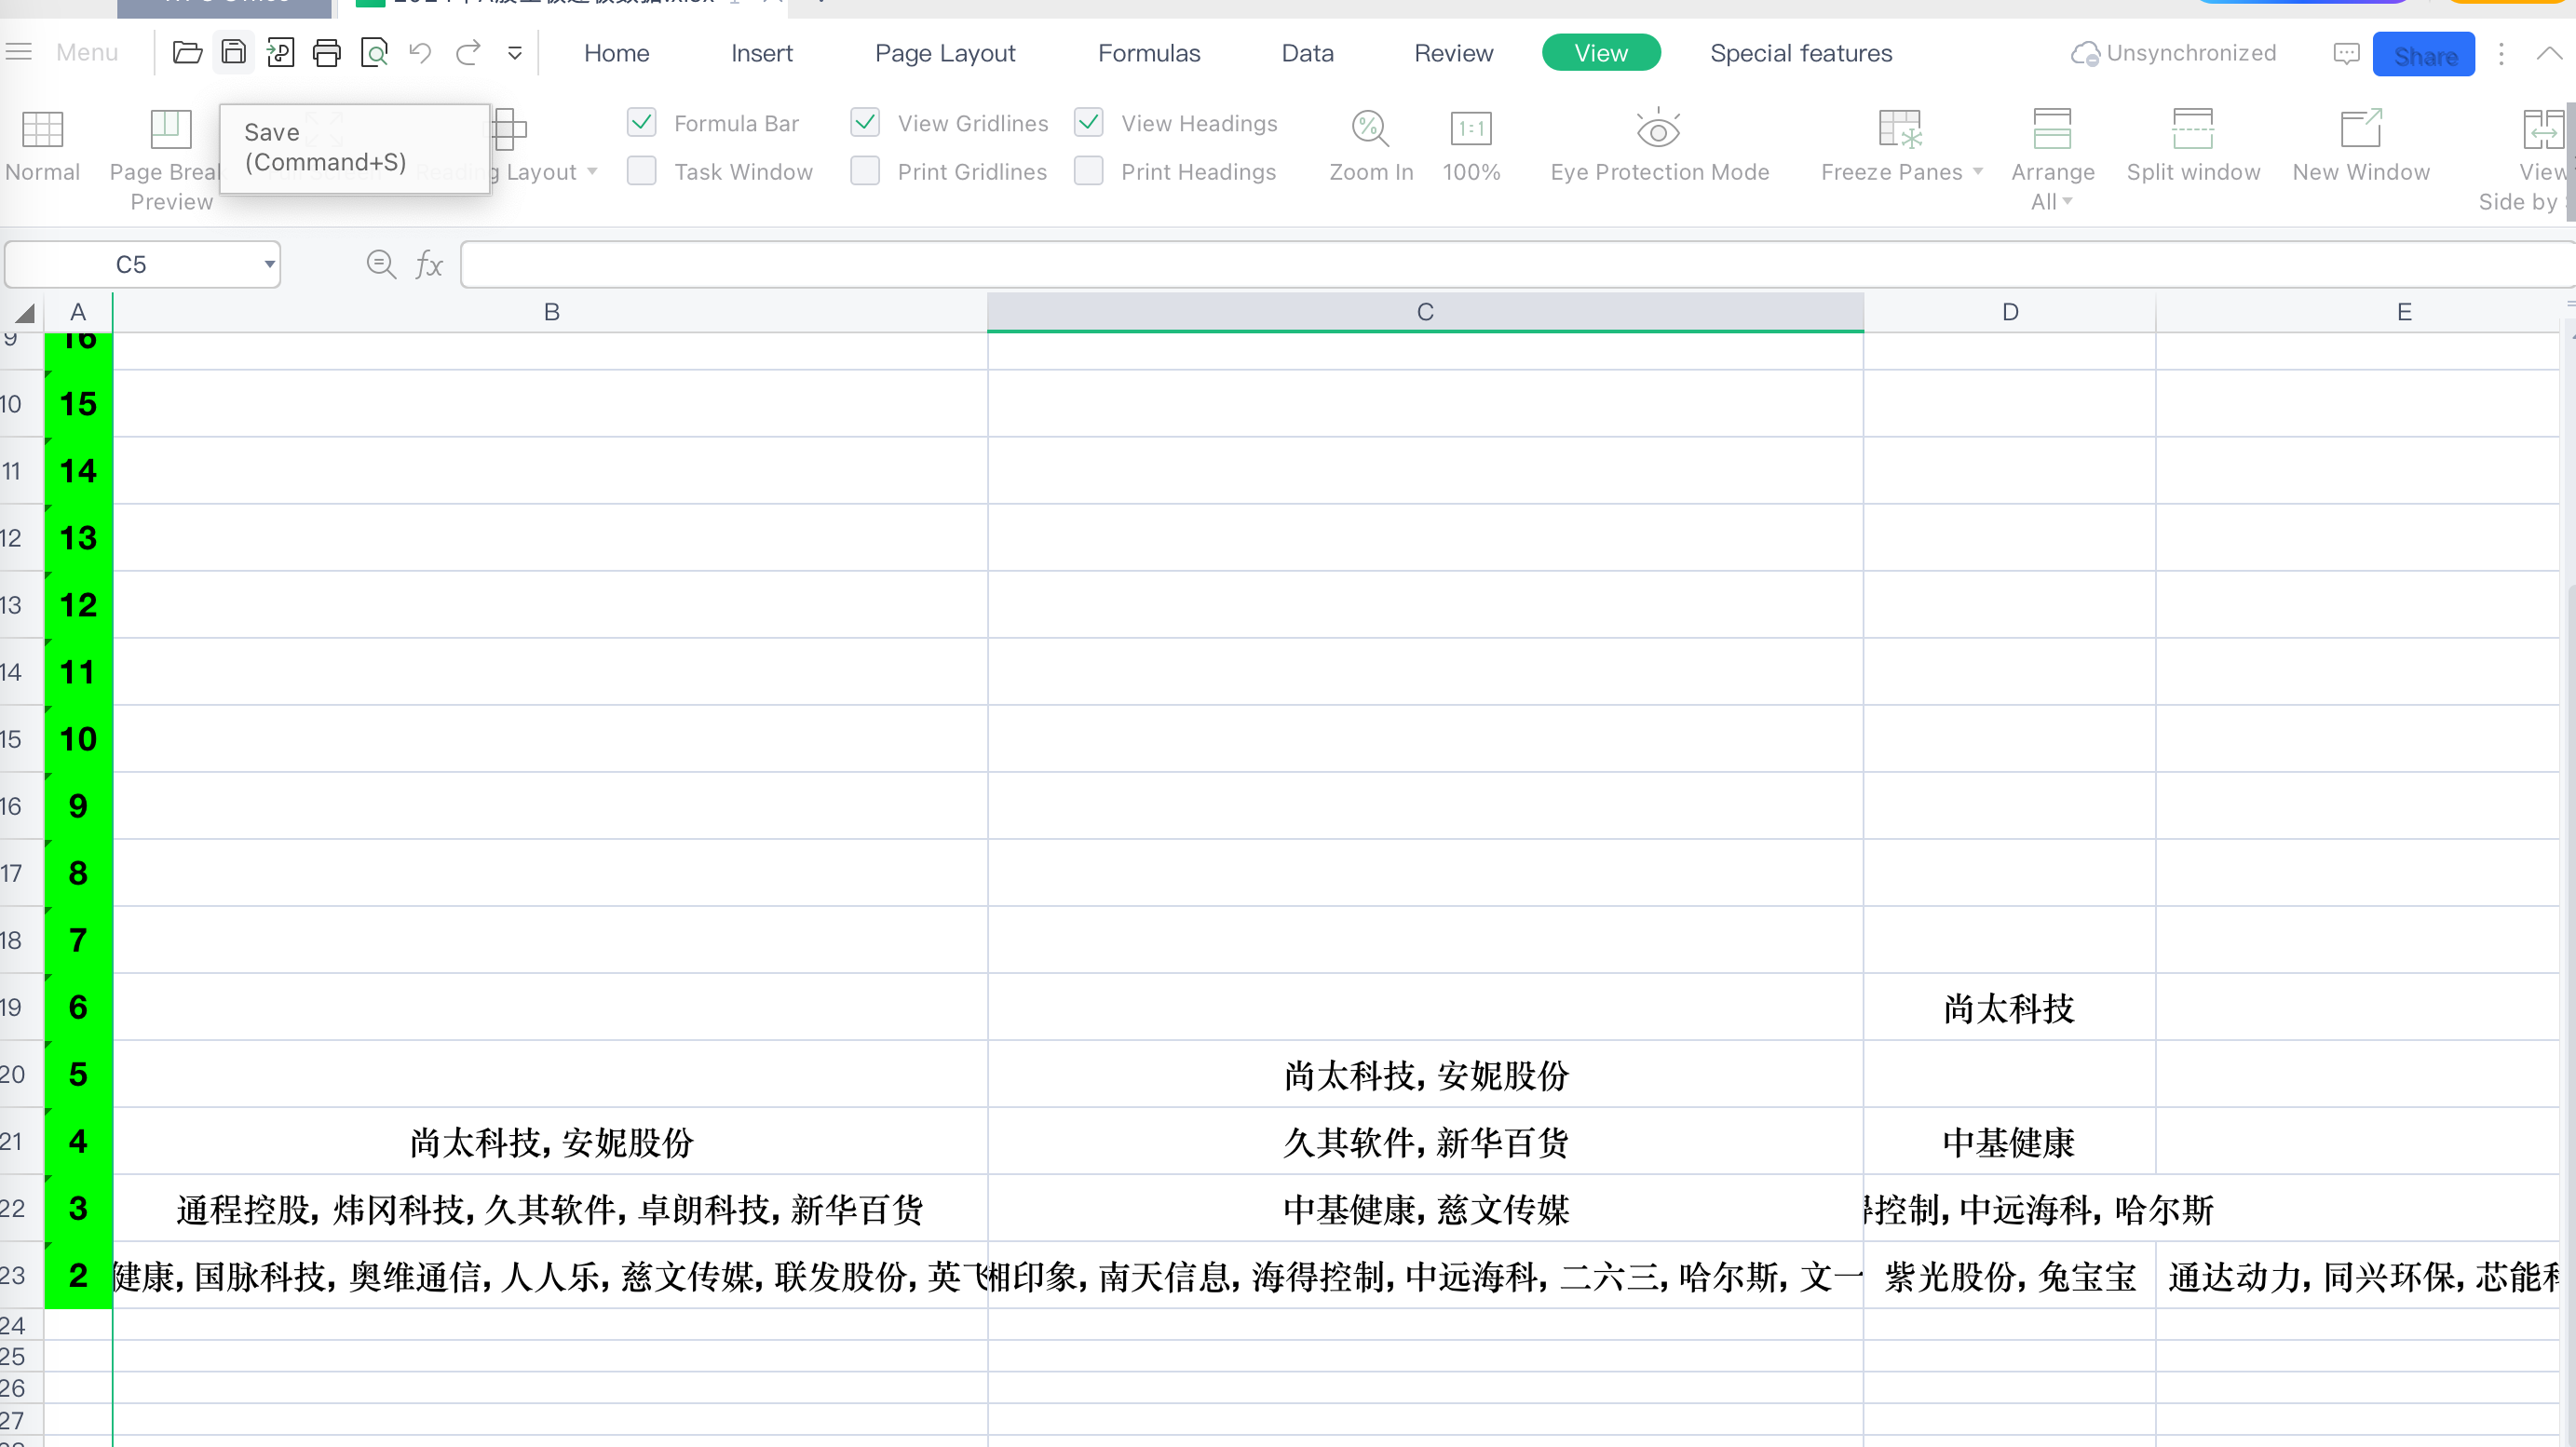 Menu Home Insert Page Layout Formulas Data Review View Special features Unsynchronized Share
Save
(Command+S)
Formula Bar View Gridlines View Headings
1:1
Normal Page Break Layout Task Window Print Gridlines Print Headings Zoom In 100% Eye Protection Mode Freeze Panes Arrange Split window New Window View
Preview All Side by
C5 fx
A B C D E
9 16
10 15
11 14
12 13
13 12
14 11
15 10
16 9
17 8
18 7
19 6 尚太科技
20 5 尚太科技, 安妮股份
21 4 尚太科技, 安妮股份 久其软件, 新华百货 中基健康
22 3 通程控股, 炜冈科技, 久其软件, 卓朗科技, 新华百货 中基健康, 慈文传媒 控制, 中远海科, 哈尔斯
23 2 健康, 国脉科技, 奥维通信, 人人乐, 慈文传媒, 联发股份, 英 印象, 南天信息, 海得控制, 中远海科, 二六三, 哈尔斯, 文一 紫光股份, 兔宝宝 通达动力, 同兴环保, 芯能
24
25
26
27